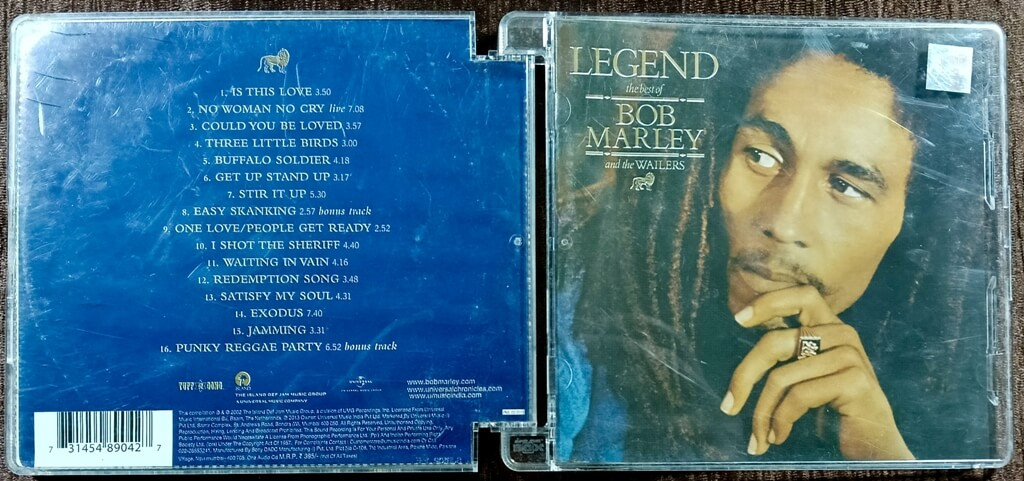 1. IS THIS LOVE 3.50
2. NO WOMAN NO CRY live 7.08
3. COULD YOU BE LOVED 3.57
4. THREE LITTLE BIRDS 3.00
5. BUFFALO SOLDIER 4.18
6. GET UP STAND UP 3.17
7. STIR IT UP 5.30
8. EASY SKANKING 2.57 bonus track
9. ONE LOVE/PEOPLE GET READY 2.52
10. I SHOT THE SHERIFF 4.40
11. WAITING IN VAIN 4.16
12. REDEMPTION SONG 3.48
13. SATISFY MY SOUL 4.31
14. EXODUS 7.40
15. JAMMING 3.31
16. PUNKY REGGAE PARTY 6.52 bonus track
TUFF GONG
ISLAND
THE ISLAND DEF JAM MUSIC GROUP
A UNIVERSAL MUSIC COMPANY
UNIVERSAL
www.bobmarley.com
www.universalchronicles.com
www.umusicindia.com
7 31454 89042 7
LEGEND
the best of
BOB
MARLEY
and the WAILERS